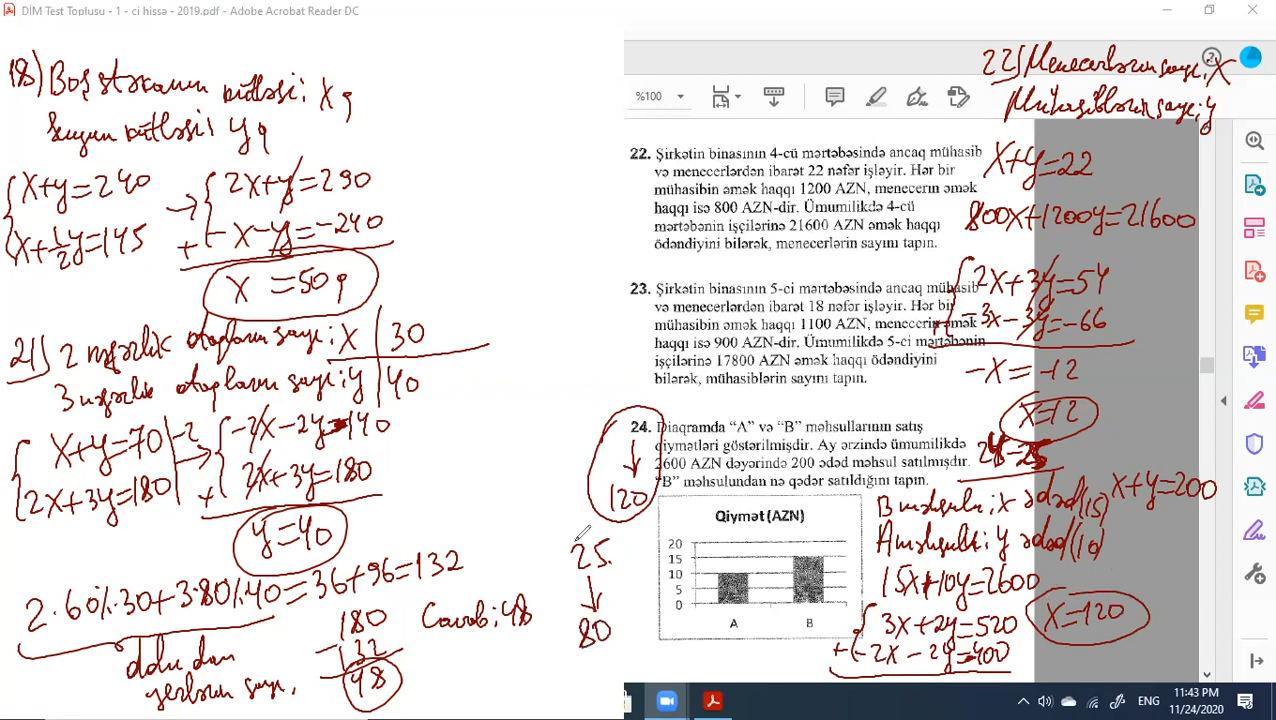 DİM Test Toplusu - 1 - ci hissə - 2019.pdf - Adobe Acrobat Reader DC
18) Boş stəkanın kütləsi: x q
Suyun kütləsi: y q
x+y=240
x+1/2y=145
→ 2x+y=290
+ -x-y=-240
x = 50 q
21) 2 nəfərlik otaqların sayı: x | 30
3 nəfərlik otaqların sayı: y | 40
x+y=70 | -2
2x+3y=180
→ -2x-2y=-140
+ 2x+3y=180
y=40
2·60%·30+3·80%·40=36+96=132
dolu olan
yerlərin sayı.
180
-132
48
Cavab: 48
%100
22) Menecerlərin sayı: x
Mühasiblərin sayı: y
22. Şirkətin binasının 4-cü mərtəbəsində ancaq mühasib
və menecerlərdən ibarət 22 nəfər işləyir. Hər bir
mühasibin əmək haqqı 1200 AZN, menecerin əmək
haqqı isə 800 AZN-dir. Ümumilikdə 4-cü
mərtəbənin işçilərinə 21600 AZN əmək haqqı
ödəndiyini bilərək, menecerlərin sayını tapın.
x+y=22
800x+1200y=21600
23. Şirkətin binasının 5-ci mərtəbəsində ancaq mühasib
və menecerlərdən ibarət 18 nəfər işləyir. Hər bir
mühasibin əmək haqqı 1100 AZN, menecerin əmək
haqqı isə 900 AZN-dir. Ümumilikdə 5-ci mərtəbənin
işçilərinə 17800 AZN əmək haqqı ödəndiyini
bilərək, mühasiblərin sayını tapın.
2x+3y=54
+ -3x-3y=-66
-x=-12
x=12
24. Diaqramda “A” və “B” məhsullarının satış
qiymətləri göstərilmişdir. Ay ərzində ümumilikdə
2600 AZN dəyərində 200 ədəd məhsul satılmışdır.
“B” məhsulundan nə qədər satıldığını tapın.
↓
120
25.
↓
80
Qiymət (AZN)
20
15
10
5
0
A B
B məhsulu: x ədəd (15)
A məhsulu: y ədəd (10)
x+y=200
15x+10y=2600
3x+2y=520
+ -2x-2y=-400
x=120
ENG
11:43 PM
11/24/2020